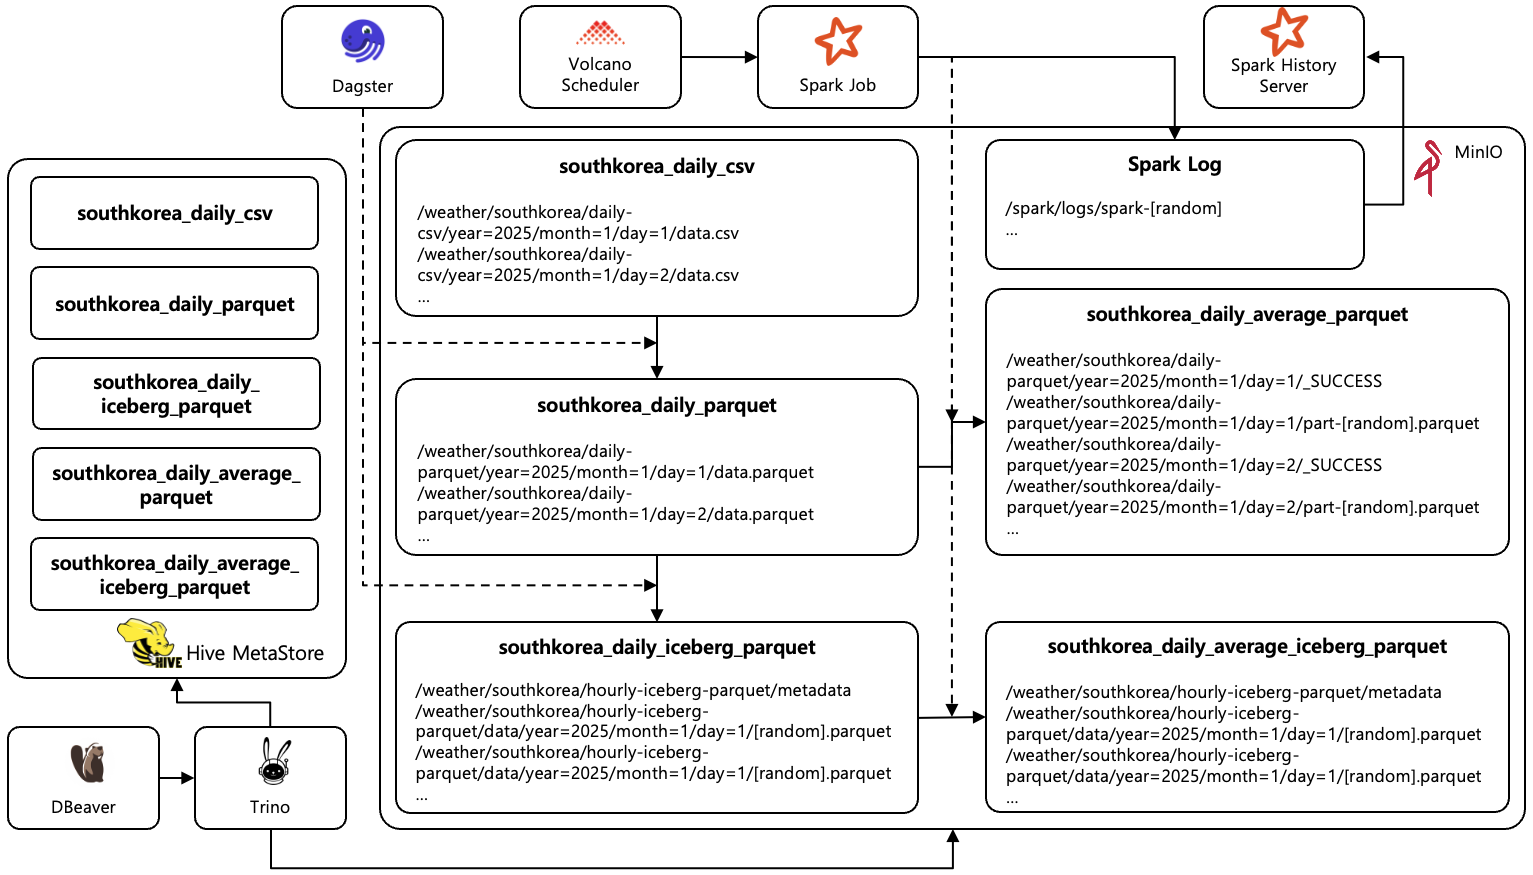 Dagster
Volcano
Scheduler
Spark Job
Spark History
Server
MinIO
southkorea_daily_csv
/weather/southkorea/daily-
csv/year=2025/month=1/day=1/data.csv
/weather/southkorea/daily-
csv/year=2025/month=1/day=2/data.csv
...
Spark Log
/spark/logs/spark-[random]
...
southkorea_daily_csv
southkorea_daily_parquet
southkorea_daily_
iceberg_parquet
southkorea_daily_average_
parquet
southkorea_daily_average_
iceberg_parquet
HIVE
Hive MetaStore
southkorea_daily_parquet
/weather/southkorea/daily-
parquet/year=2025/month=1/day=1/data.parquet
/weather/southkorea/daily-
parquet/year=2025/month=1/day=2/data.parquet
...
southkorea_daily_average_parquet
/weather/southkorea/daily-
parquet/year=2025/month=1/day=1/_SUCCESS
/weather/southkorea/daily-
parquet/year=2025/month=1/day=1/part-[random].parquet
/weather/southkorea/daily-
parquet/year=2025/month=1/day=2/_SUCCESS
/weather/southkorea/daily-
parquet/year=2025/month=1/day=2/part-[random].parquet
...
southkorea_daily_iceberg_parquet
/weather/southkorea/hourly-iceberg-parquet/metadata
/weather/southkorea/hourly-iceberg-
parquet/data/year=2025/month=1/day=1/[random].parquet
/weather/southkorea/hourly-iceberg-
parquet/data/year=2025/month=1/day=1/[random].parquet
...
southkorea_daily_average_iceberg_parquet
/weather/southkorea/hourly-iceberg-parquet/metadata
/weather/southkorea/hourly-iceberg-
parquet/data/year=2025/month=1/day=1/[random].parquet
/weather/southkorea/hourly-iceberg-
parquet/data/year=2025/month=1/day=1/[random].parquet
...
DBeaver
Trino